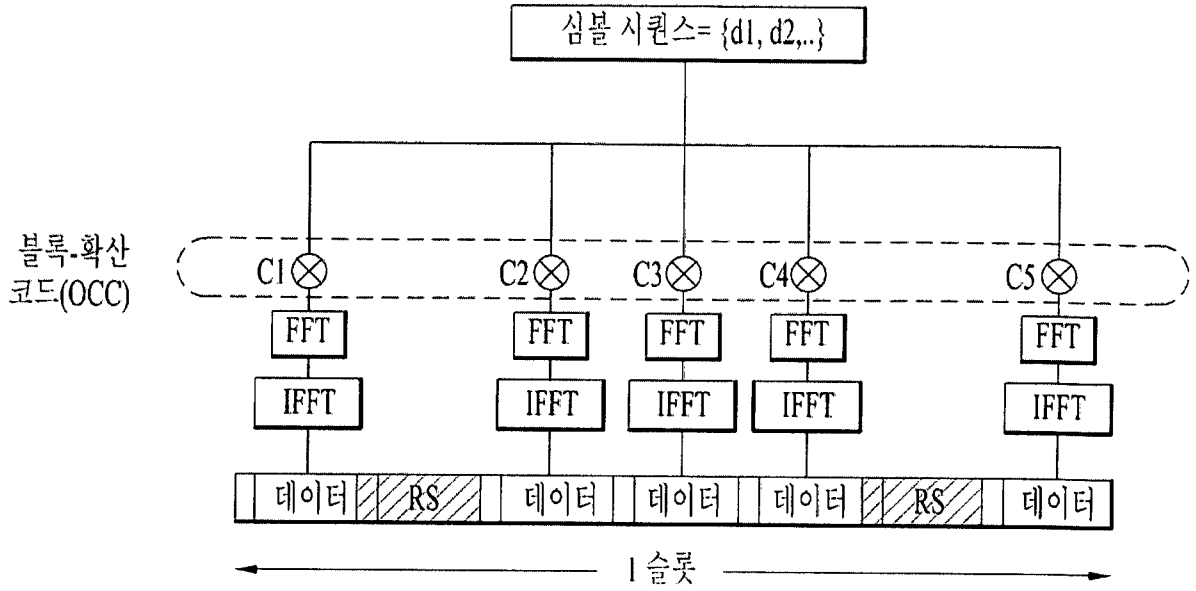 심볼 시퀀스= {d1, d2,..}
블록-확산
코드(OCC)
C1 C2 C3 C4 C5
FFT FFT FFT FFT FFT
IFFT IFFT IFFT IFFT IFFT
데이터 RS 데이터 데이터 데이터 RS 데이터
1 슬롯